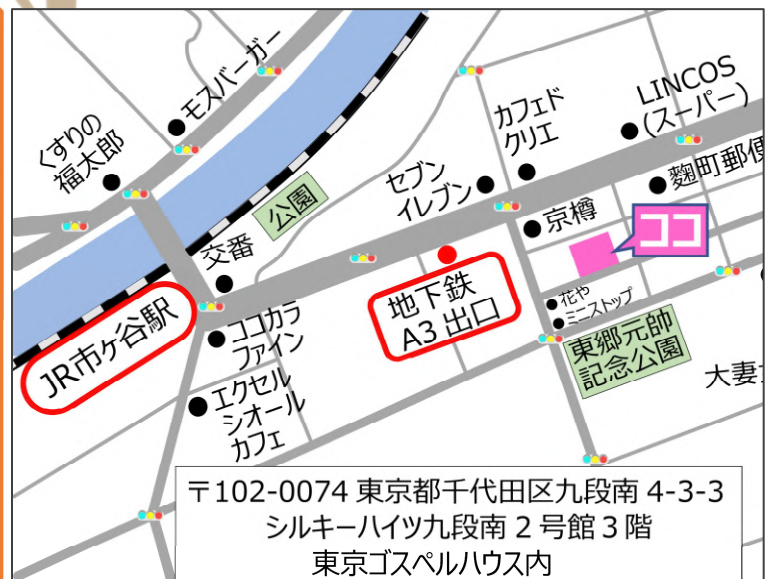 モスバーガー
くすりの
福太郎
公園
交番
JR市ヶ谷駅
ココカラ
ファイン
エクセル
シオール
カフェ
セブン
イレブン
地下鉄
A3出口
カフェド
クリエ
LINCOS
(スーパー)
麴町郵便
京樽
ココ
花や
ミニストップ
東郷元帥
記念公園
大妻
〒102-0074 東京都千代田区九段南 4-3-3
シルキーハイツ九段南 2 号館 3 階
東京ゴスペルハウス内